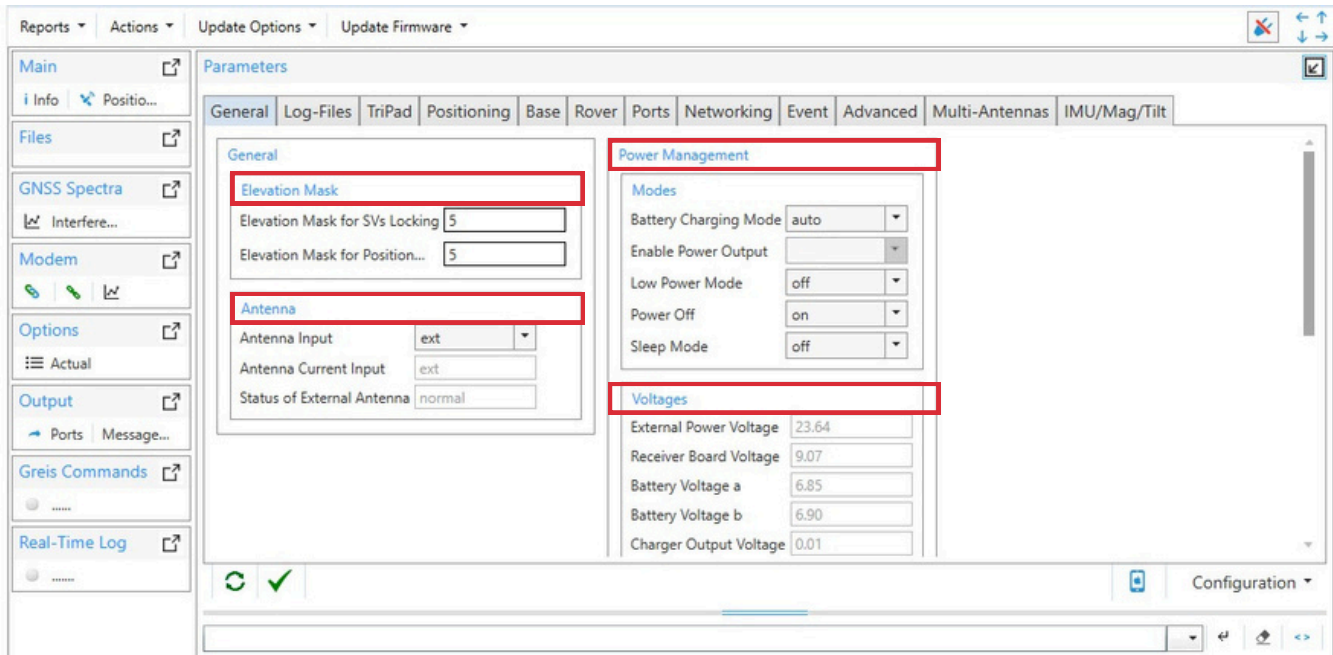 Reports Actions Update Options Update Firmware
Main
i Info Positio...
Files
GNSS Spectra
Interfere...
Modem
Options
Actual
Output
Ports Message...
Greis Commands
......
Real-Time Log
.......
Parameters
General Log-Files TriPad Positioning Base Rover Ports Networking Event Advanced Multi-Antennas IMU/Mag/Tilt
General
Elevation Mask
Elevation Mask for SVs Locking 5
Elevation Mask for Position... 5
Antenna
Antenna Input ext
Antenna Current Input ext
Status of External Antenna normal
Power Management
Modes
Battery Charging Mode auto
Enable Power Output
Low Power Mode off
Power Off on
Sleep Mode off
Voltages
External Power Voltage 23.64
Receiver Board Voltage 9.07
Battery Voltage a 6.85
Battery Voltage b 6.90
Charger Output Voltage 0.01
Configuration